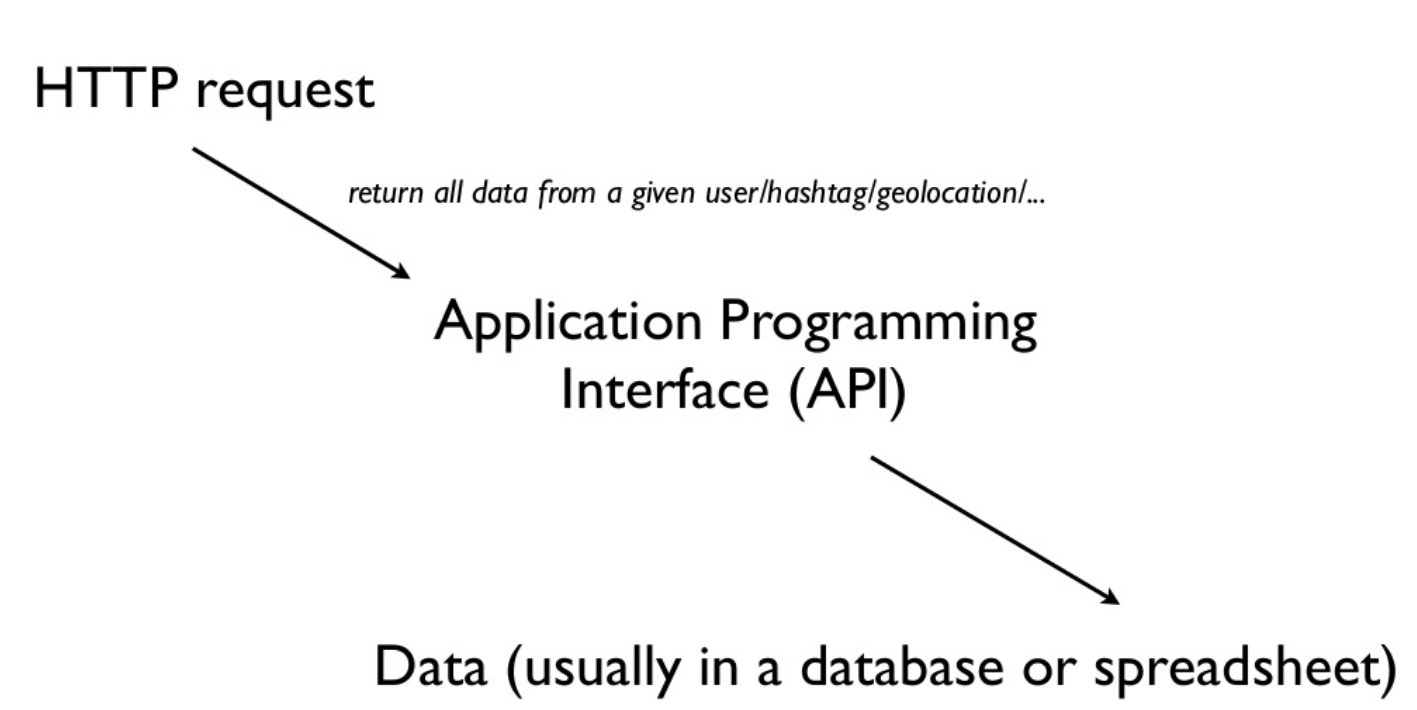 HTTP request
return all data from a given user/hashtag/geolocation/...
Application Programming
Interface (API)
Data (usually in a database or spreadsheet)